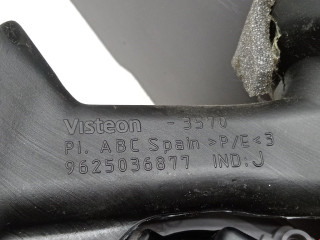 Visteon - 3370
Pl. ABC Spain >P/E<3
9625036877 IND:J